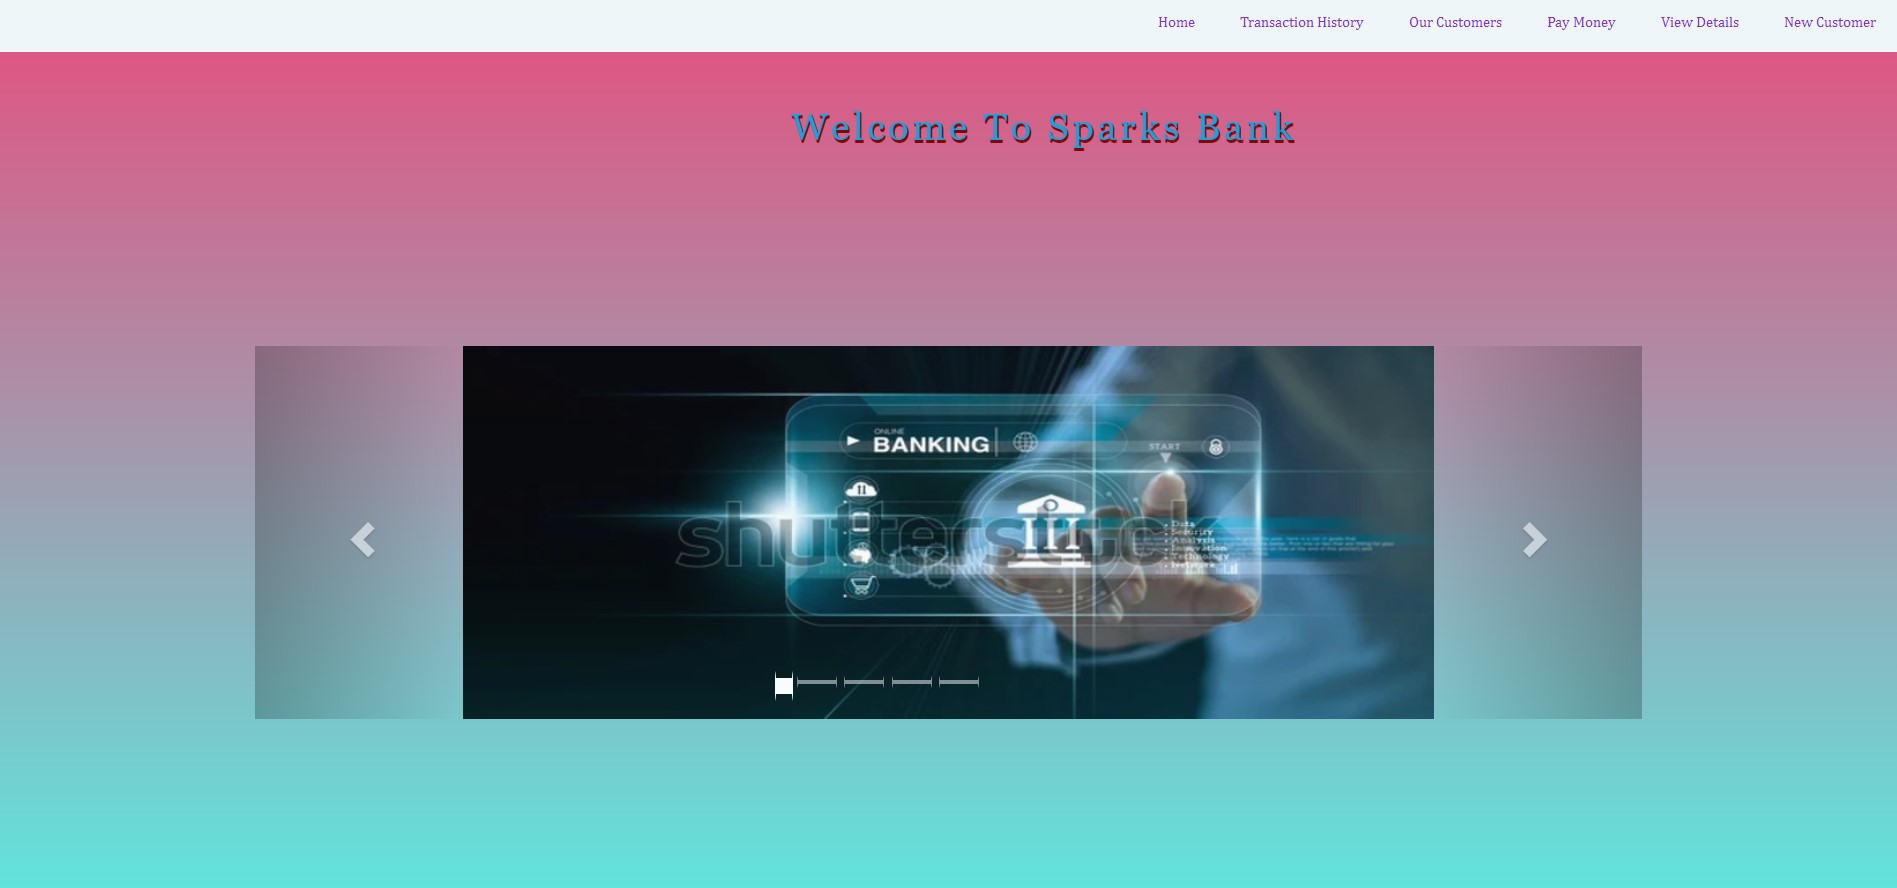 Home Transaction History Our Customers Pay Money View Details New Customer
Welcome To Sparks Bank
ONLINE
BANKING
START
shutterstock
Data
Security
Analysis
Innovation
Technology
Network